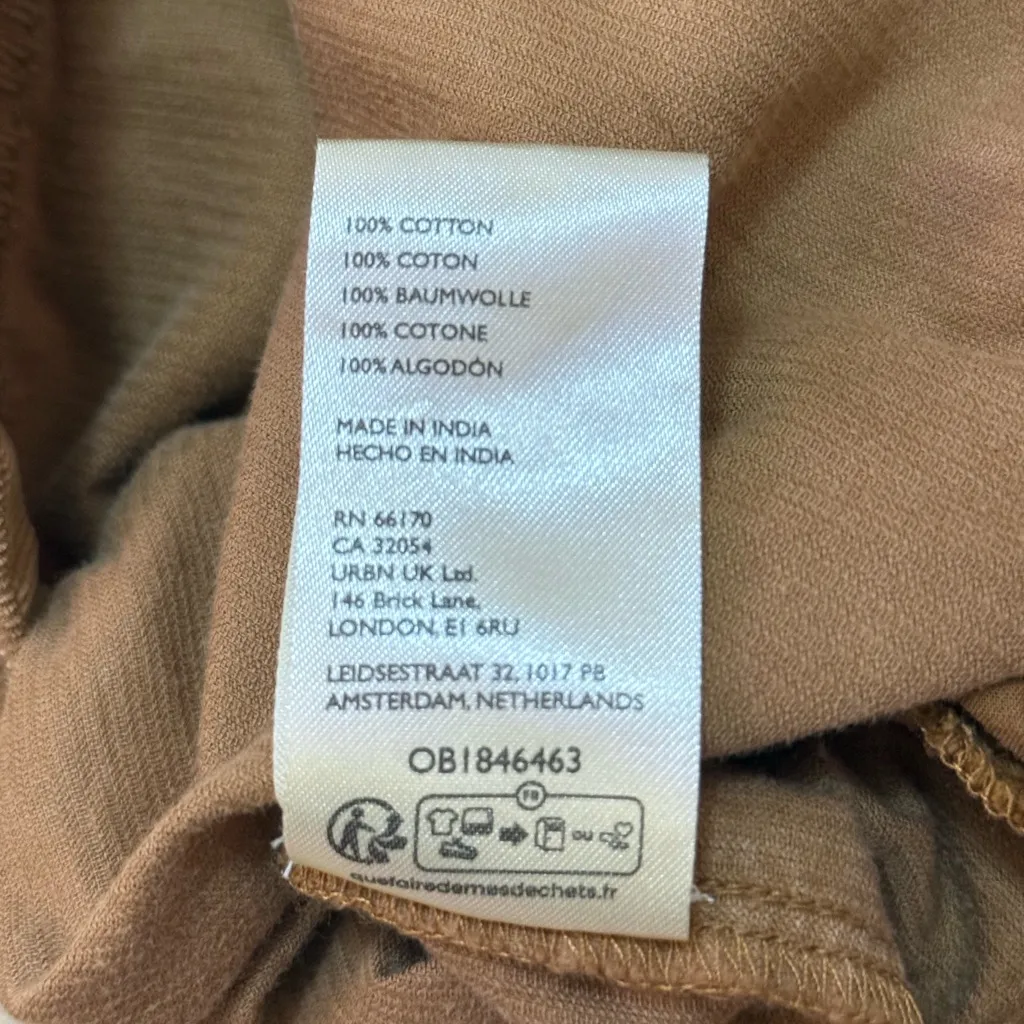 100% COTTON
100% COTON
100% BAUMWOLLE
100% COTONE
100% ALGODÓN
MADE IN INDIA
HECHO EN INDIA
RN 66170
CA 32054
URBN UK Ltd.
146 Brick Lane,
LONDON, E1 6RU
LEIDSESTRAAT 32, 1017 PB
AMSTERDAM, NETHERLANDS
OB1846463
FR
OU
quefairedemesdechets.fr